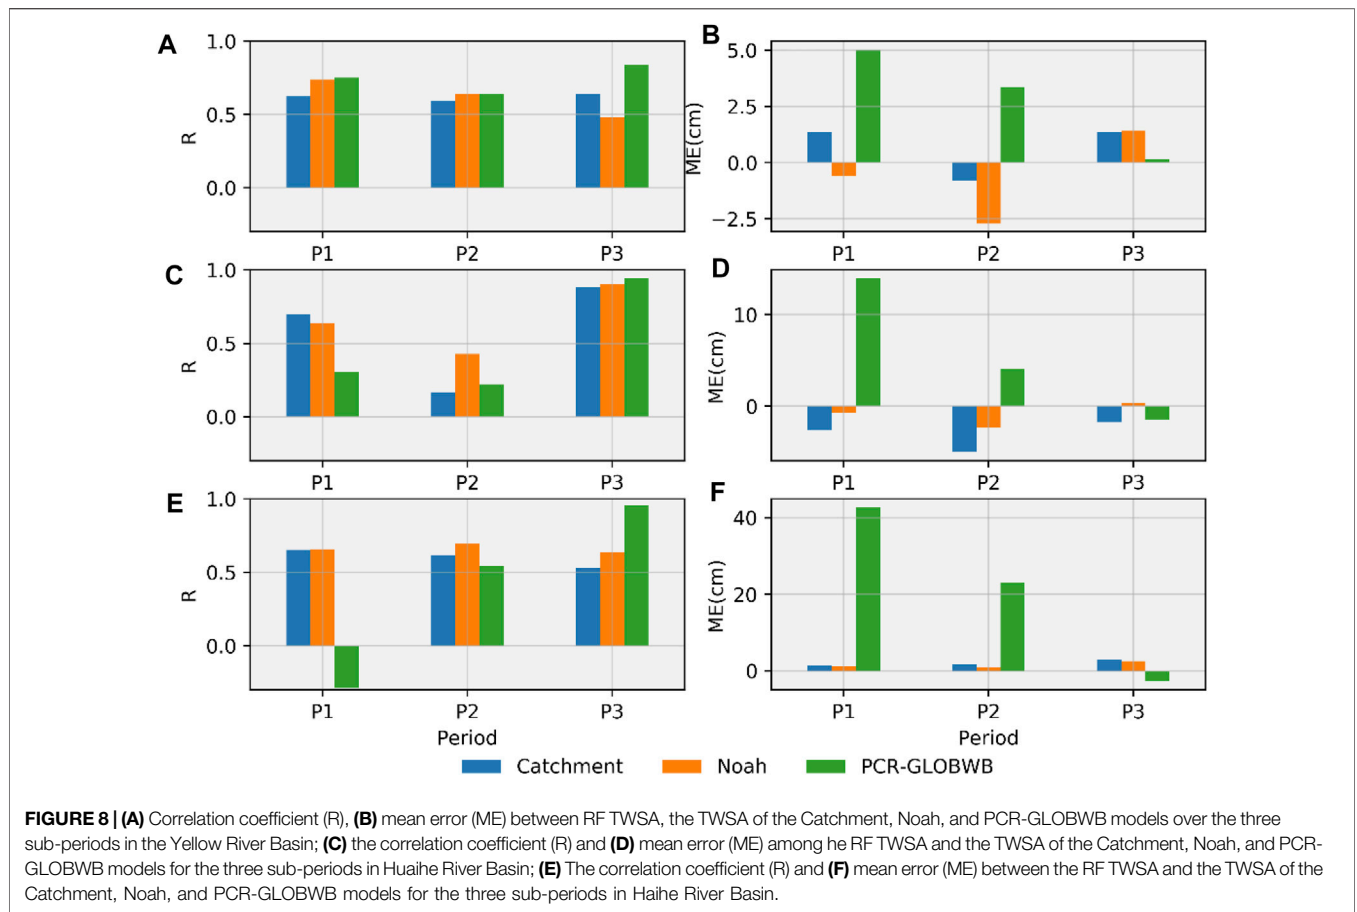 A
1.0
0.5
0.0
R
P1 P2 P3
B
5.0
2.5
0.0
−2.5
ME(cm)
P1 P2 P3
C
1.0
0.5
0.0
R
P1 P2 P3
D
10
0
ME(cm)
P1 P2 P3
E
1.0
0.5
0.0
R
P1 P2 P3
Period
F
40
20
0
ME(cm)
P1 P2 P3
Period
Catchment Noah PCR-GLOBWB
FIGURE 8 | (A) Correlation coefficient (R), (B) mean error (ME) between RF TWSA, the TWSA of the Catchment, Noah, and PCR-GLOBWB models over the three
sub-periods in the Yellow River Basin; (C) the correlation coefficient (R) and (D) mean error (ME) among he RF TWSA and the TWSA of the Catchment, Noah, and PCR-
GLOBWB models for the three sub-periods in Huaihe River Basin; (E) The correlation coefficient (R) and (F) mean error (ME) between the RF TWSA and the TWSA of the
Catchment, Noah, and PCR-GLOBWB models for the three sub-periods in Haihe River Basin.